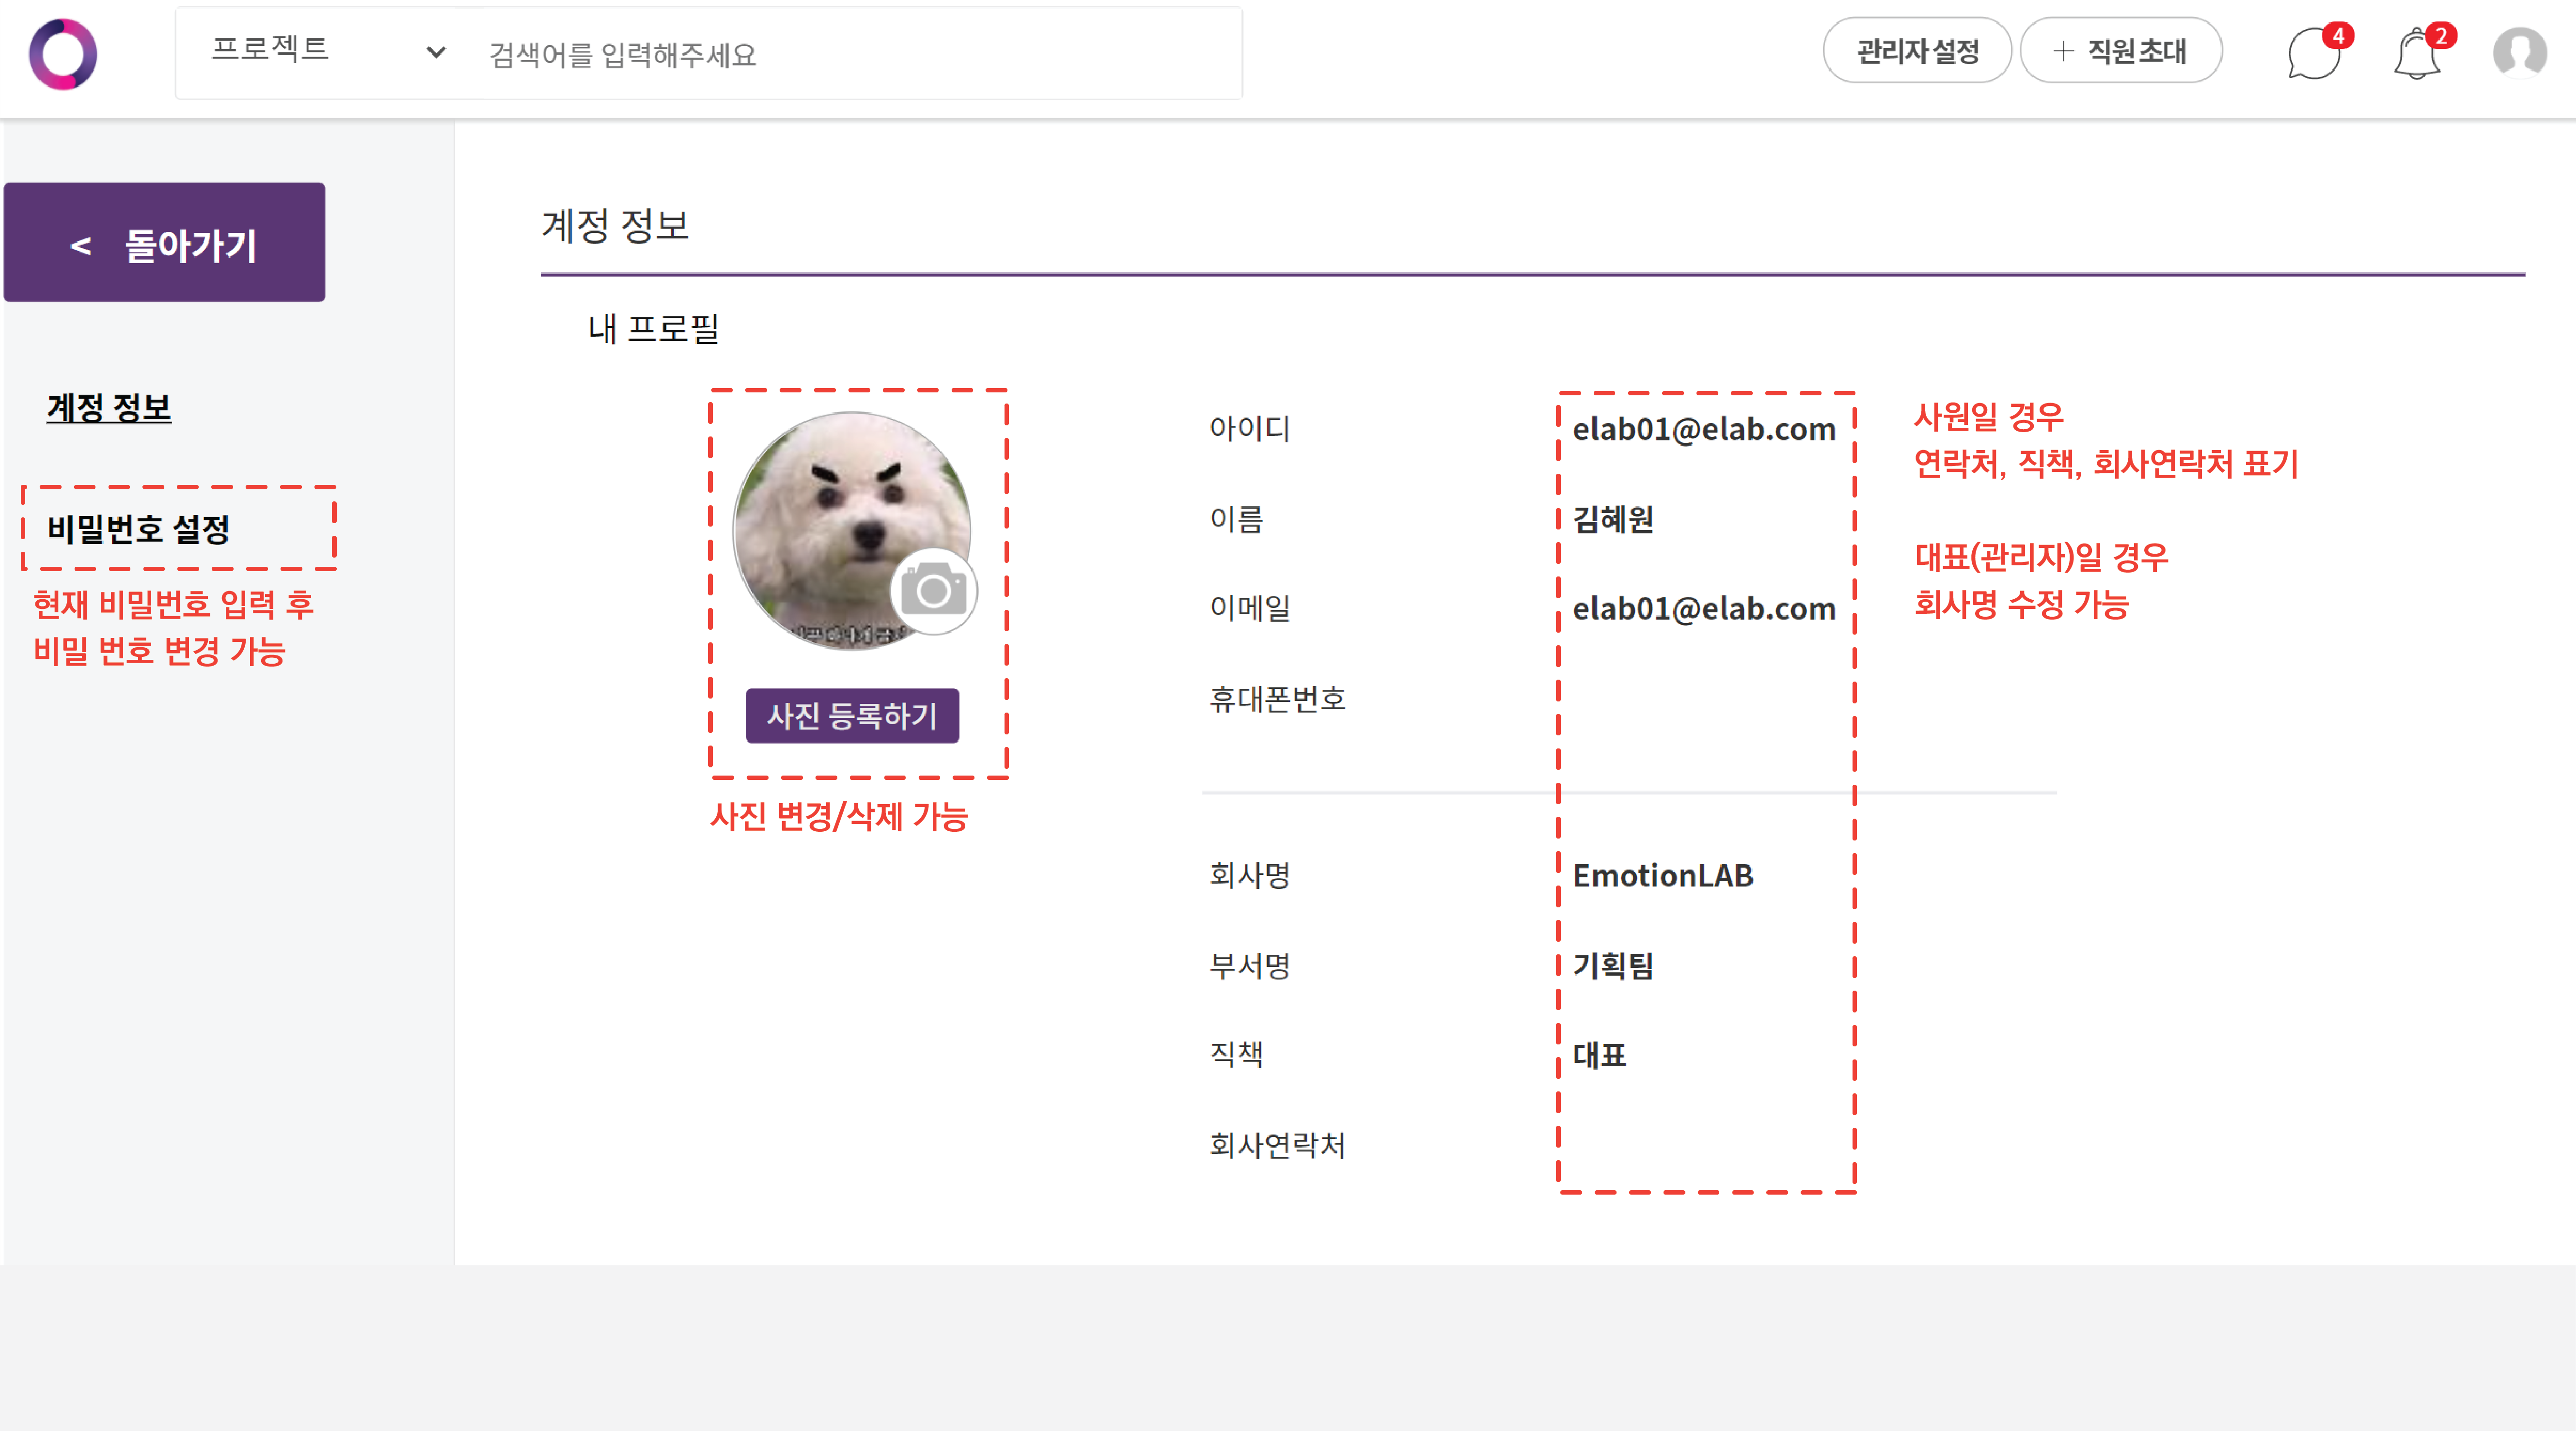 프로젝트
검색어를 입력해주세요
관리자 설정
+ 직원 초대
4
2
< 돌아가기
계정 정보
비밀번호 설정
현재 비밀번호 입력 후
비밀 번호 변경 가능
계정 정보
내 프로필
사진 등록하기
사진 변경/삭제 가능
아이디 elab01@elab.com
이름 김혜원
이메일 elab01@elab.com
휴대폰번호
회사명 EmotionLAB
부서명 기획팀
직책 대표
회사연락처
사원일 경우
연락처, 직책, 회사연락처 표기
대표(관리자)일 경우
회사명 수정 가능